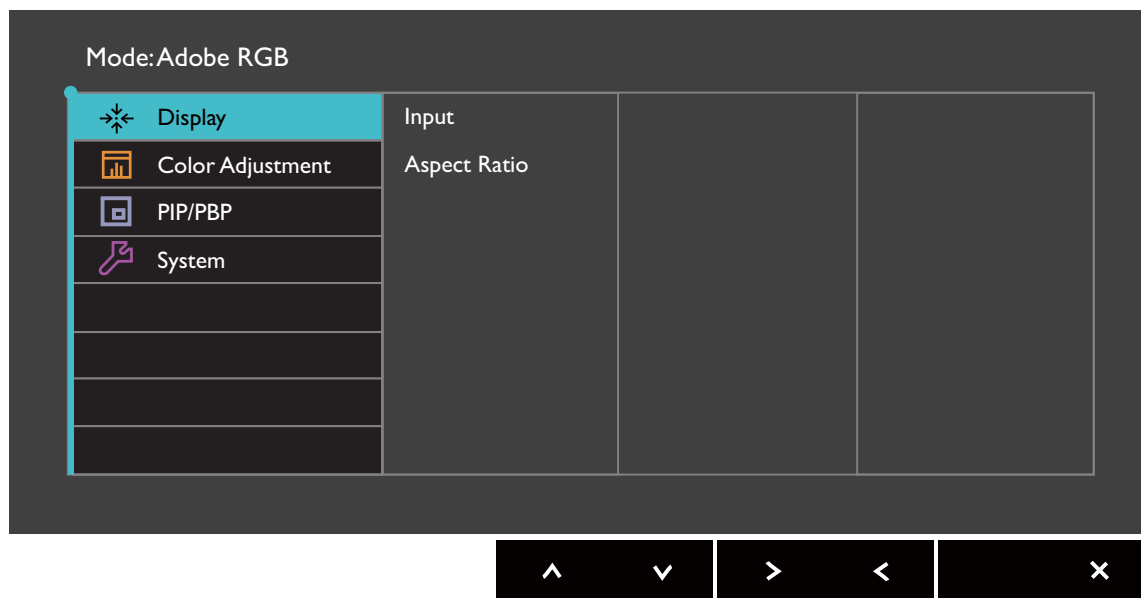 Mode: Adobe RGB
Display
Input
Color Adjustment
Aspect Ratio
PIP/PBP
System